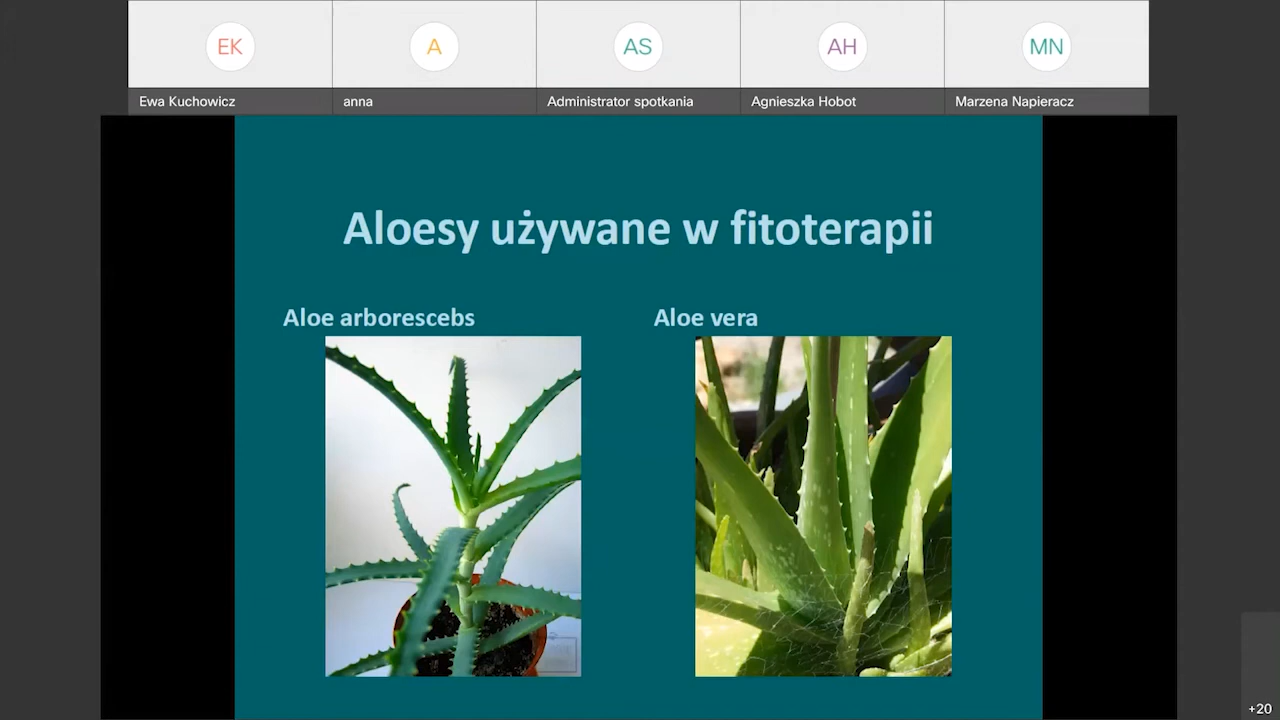 EK
A
AS
AH
MN
Ewa Kuchowicz
anna
Administrator spotkania
Agnieszka Hobot
Marzena Napieracz
Aloesy używane w fitoterapii
Aloe arborescebs
Aloe vera
+20